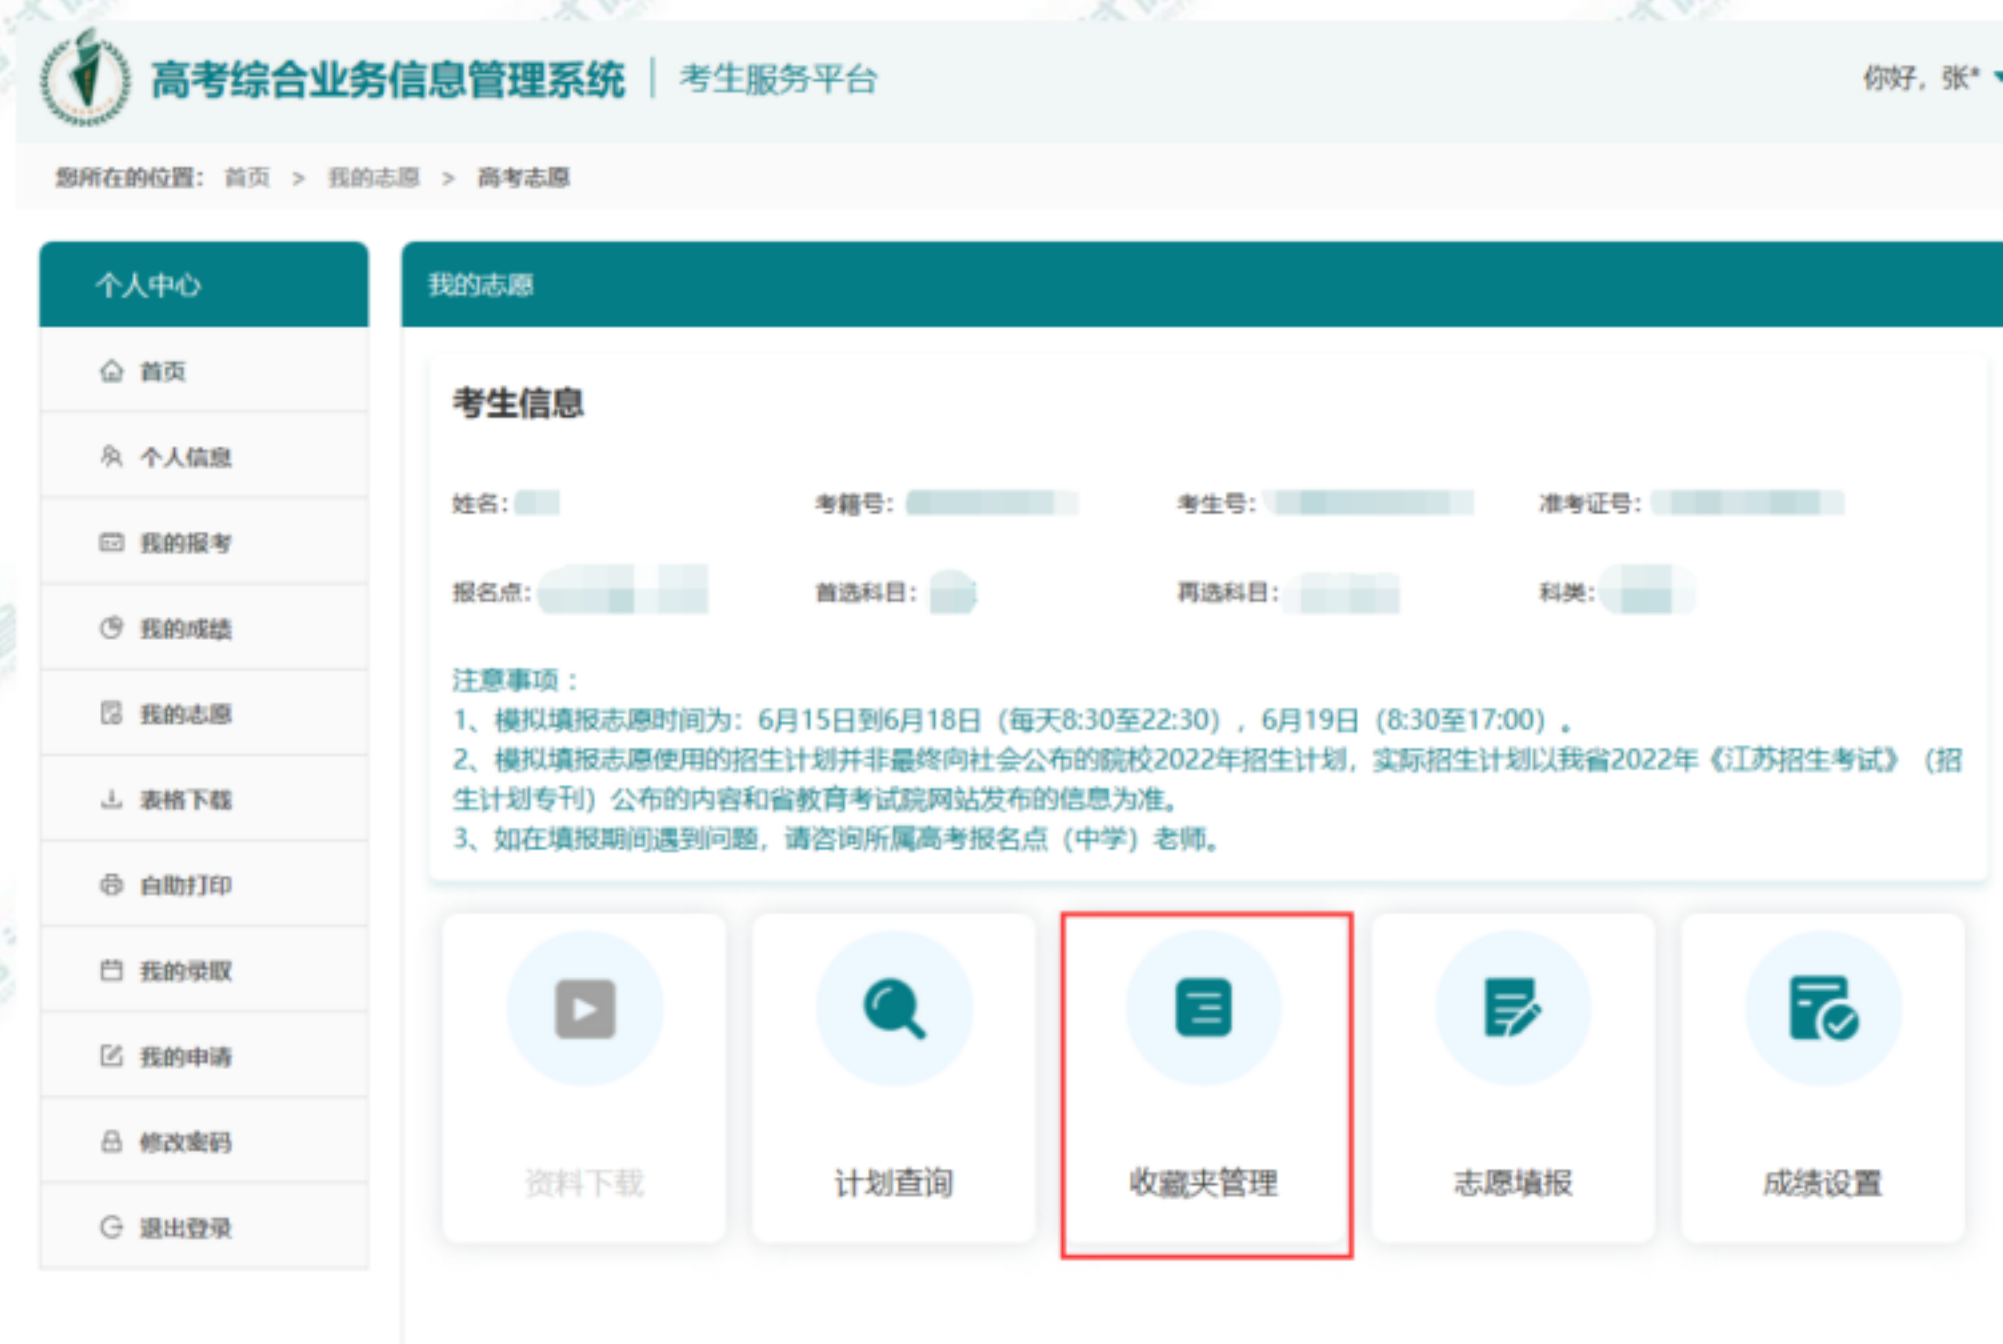 高考综合业务信息管理系统 | 考生服务平台
你好，张*
您所在的位置： 首页 > 我的志愿 > 高考志愿
个人中心
首页
个人信息
我的报考
我的成绩
我的志愿
表格下载
自助打印
我的录取
我的申请
修改密码
退出登录
我的志愿
考生信息
姓名： 考籍号： 考生号： 准考证号：
报名点： 首选科目： 再选科目： 科类：
注意事项：
1、模拟填报志愿时间为：6月15日到6月18日（每天8:30至22:30），6月19日（8:30至17:00）。
2、模拟填报志愿使用的招生计划并非最终向社会公布的院校2022年招生计划，实际招生计划以我省2022年《江苏招生考试》（招
生计划专刊）公布的内容和省教育考试院网站发布的信息为准。
3、如在填报期间遇到问题，请咨询所属高考报名点（中学）老师。
资料下载
计划查询
收藏夹管理
志愿填报
成绩设置